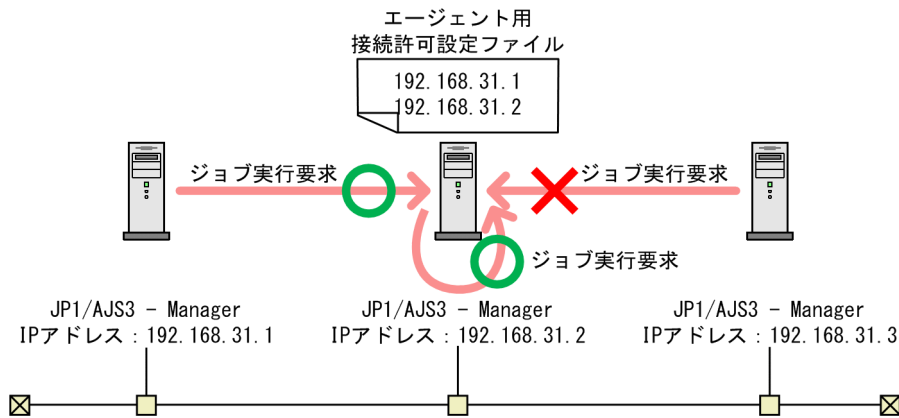 エージェント用
接続許可設定ファイル
192.168.31.1
192.168.31.2
ジョブ実行要求
ジョブ実行要求
ジョブ実行要求
JP1/AJS3 − Manager
IPアドレス：192.168.31.1
JP1/AJS3 − Manager
IPアドレス：192.168.31.2
JP1/AJS3 − Manager
IPアドレス：192.168.31.3